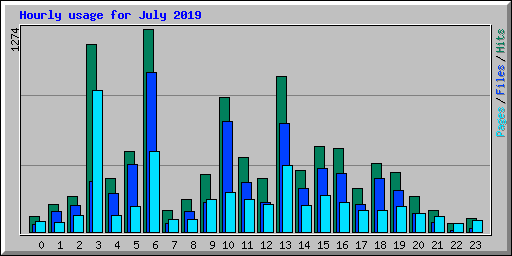 Hourly usage for July 2019
1274
Pages / Files / Hits
0 1 2 3 4 5 6 7 8 9 10 11 12 13 14 15 16 17 18 19 20 21 22 23